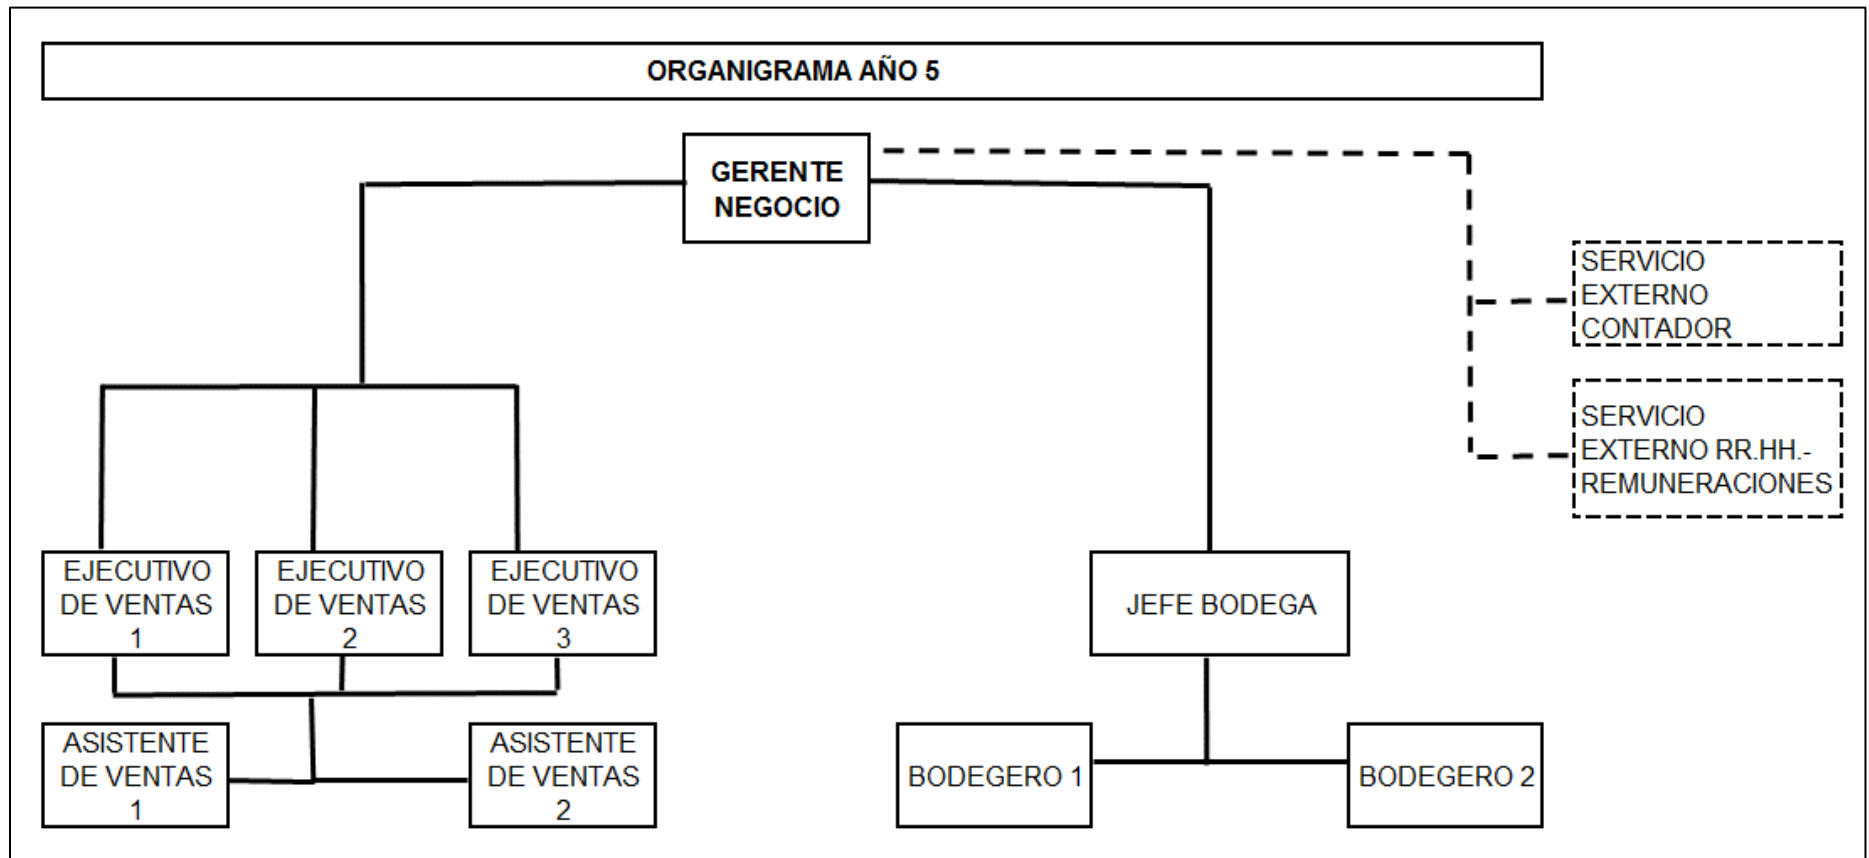 ORGANIGRAMA AÑO 5
GERENTE
NEGOCIO
SERVICIO
EXTERNO
CONTADOR
SERVICIO
EXTERNO RR.HH.-
REMUNERACIONES
EJECUTIVO
DE VENTAS
1
EJECUTIVO
DE VENTAS
2
EJECUTIVO
DE VENTAS
3
JEFE BODEGA
ASISTENTE
DE VENTAS
1
ASISTENTE
DE VENTAS
2
BODEGERO 1
BODEGERO 2